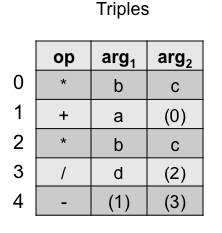 Triples
op arg₁ arg₂
0 * b c
1 + a (0)
2 * b c
3 / d (2)
4 - (1) (3)